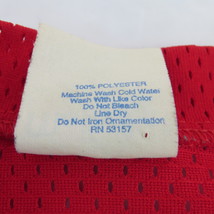 100% POLYESTER
Machine Wash Cold Water
Wash With Like Color
Do Not Bleach
Line Dry
Do Not Iron Ornamentation
RN 53157